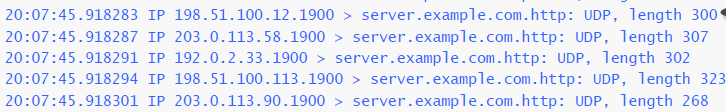 20:07:45.918283 IP 198.51.100.12.1900 > server.example.com.http: UDP, length 300
20:07:45.918287 IP 203.0.113.58.1900 > server.example.com.http: UDP, length 307
20:07:45.918291 IP 192.0.2.33.1900 > server.example.com.http: UDP, length 302
20:07:45.918294 IP 198.51.100.113.1900 > server.example.com.http: UDP, length 323
20:07:45.918301 IP 203.0.113.90.1900 > server.example.com.http: UDP, length 268